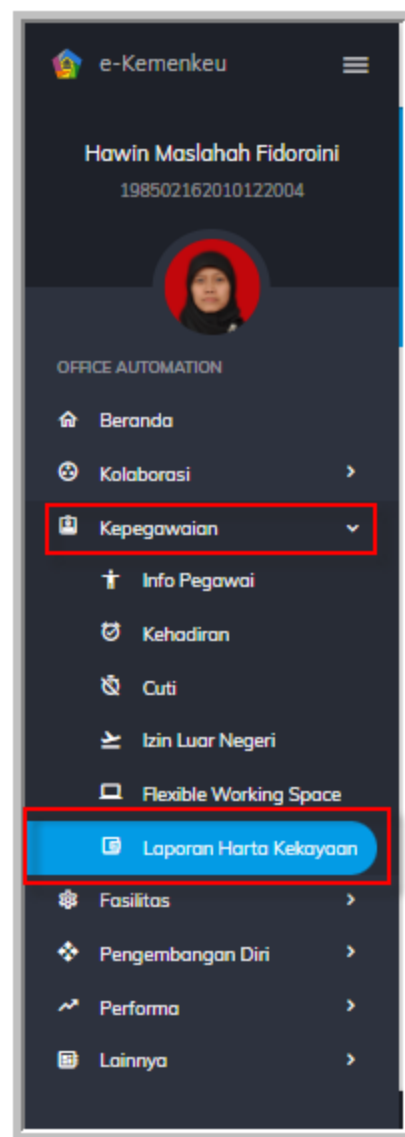 e-Kemenkeu
Hawin Maslahah Fidoroini
198502162010122004
OFFICE AUTOMATION
Beranda
Kolaborasi
Kepegawaian
Info Pegawai
Kehadiran
Cuti
Izin Luar Negeri
Flexible Working Space
Laporan Harta Kekayaan
Fasilitas
Pengembangan Diri
Performa
Lainnya